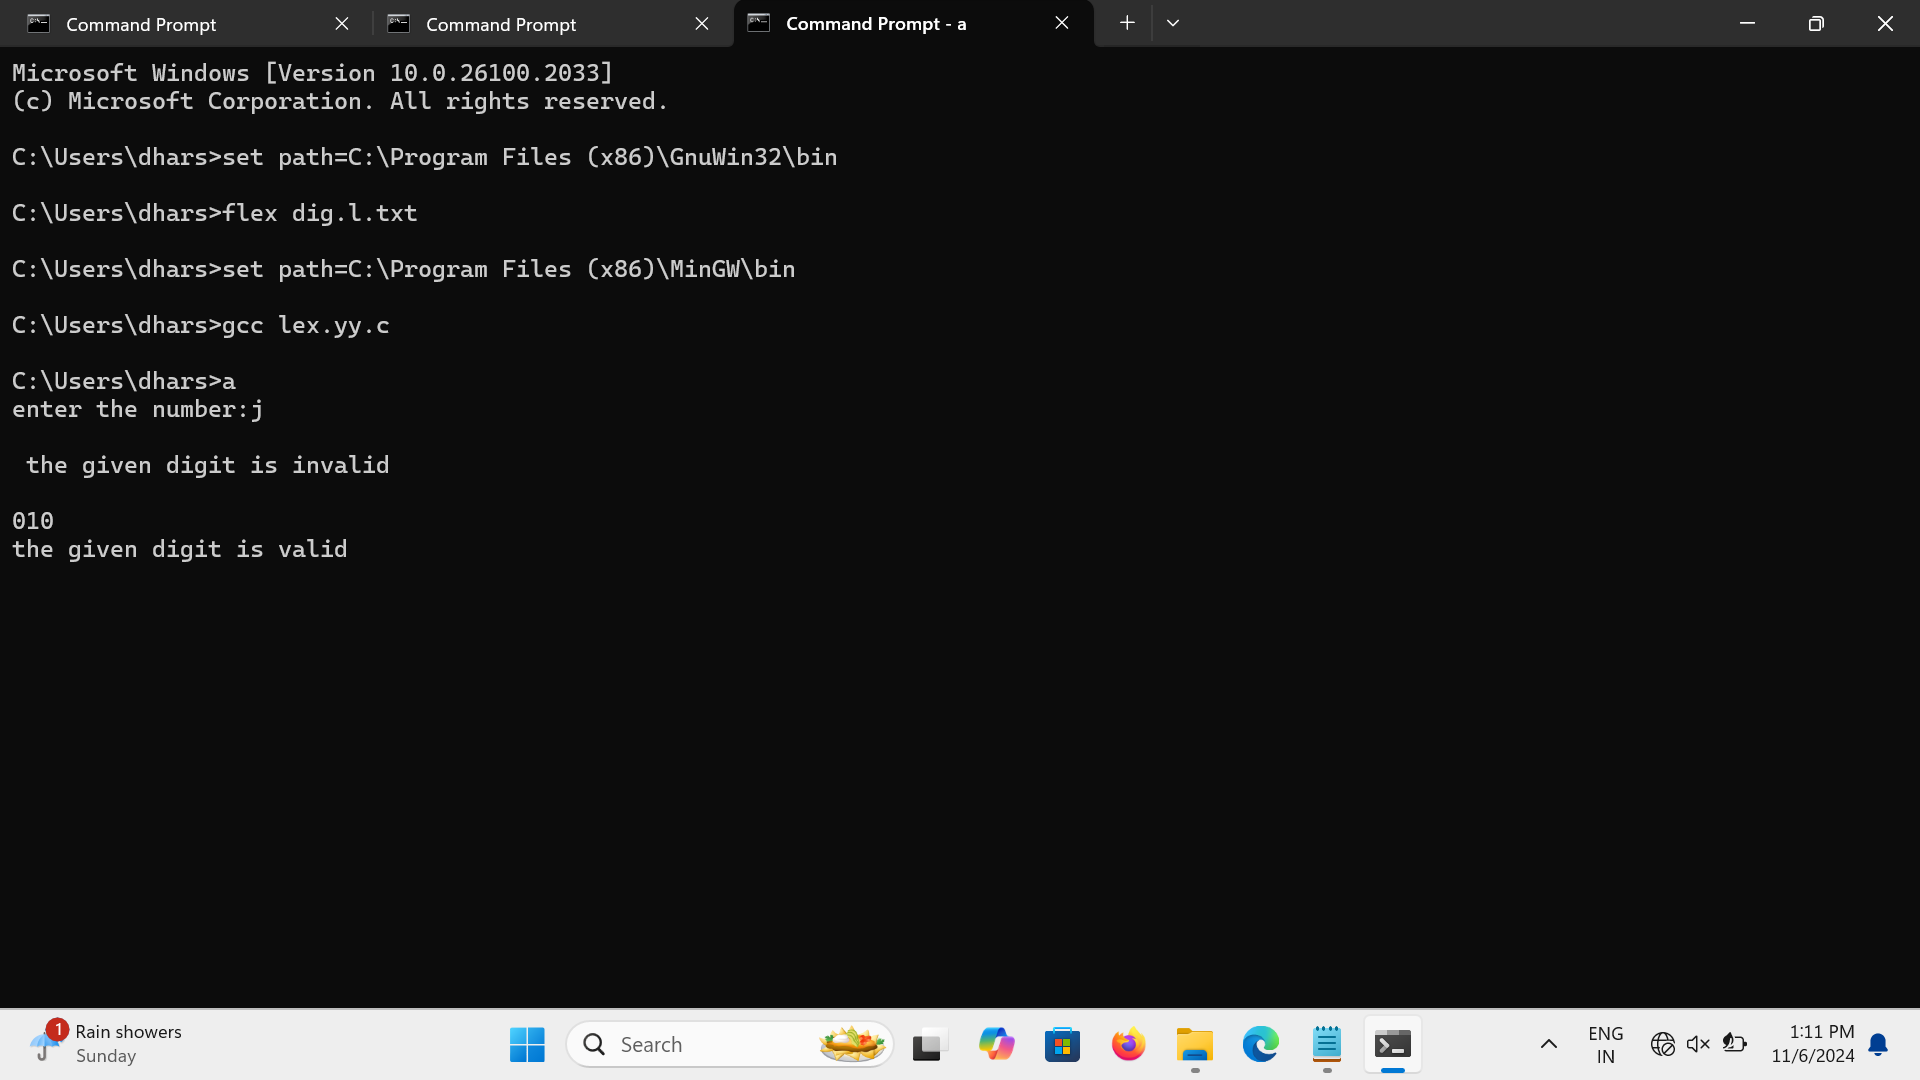 Command Prompt
Command Prompt
Command Prompt - a
Microsoft Windows [Version 10.0.26100.2033]
(c) Microsoft Corporation. All rights reserved.
C:\Users\dhars>set path=C:\Program Files (x86)\GnuWin32\bin
C:\Users\dhars>flex dig.l.txt
C:\Users\dhars>set path=C:\Program Files (x86)\MinGW\bin
C:\Users\dhars>gcc lex.yy.c
C:\Users\dhars>a
enter the number:j
the given digit is invalid
010
the given digit is valid
1
Rain showers
Sunday
Search
ENG
IN
1:11 PM
11/6/2024